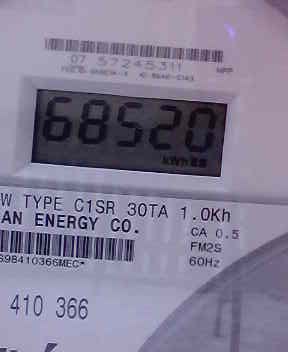 07 57245311
68520
kWh
W TYPE C1SR 30TA 1.0Kh
AN ENERGY CO.
CA 0.5
FM2S
60Hz
698410366MEC*
410 366